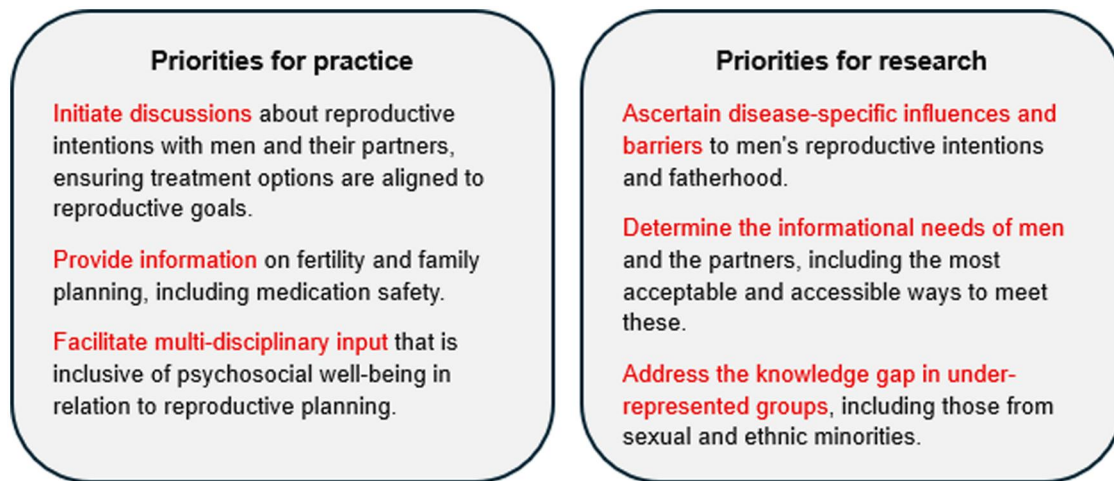 Priorities for practice
Initiate discussions about reproductive
intentions with men and their partners,
ensuring treatment options are aligned to
reproductive goals.
Provide information on fertility and family
planning, including medication safety.
Facilitate multi-disciplinary input that is
inclusive of psychosocial well-being in
relation to reproductive planning.
Priorities for research
Ascertain disease-specific influences and
barriers to men's reproductive intentions
and fatherhood.
Determine the informational needs of men
and the partners, including the most
acceptable and accessible ways to meet
these.
Address the knowledge gap in under-
represented groups, including those from
sexual and ethnic minorities.